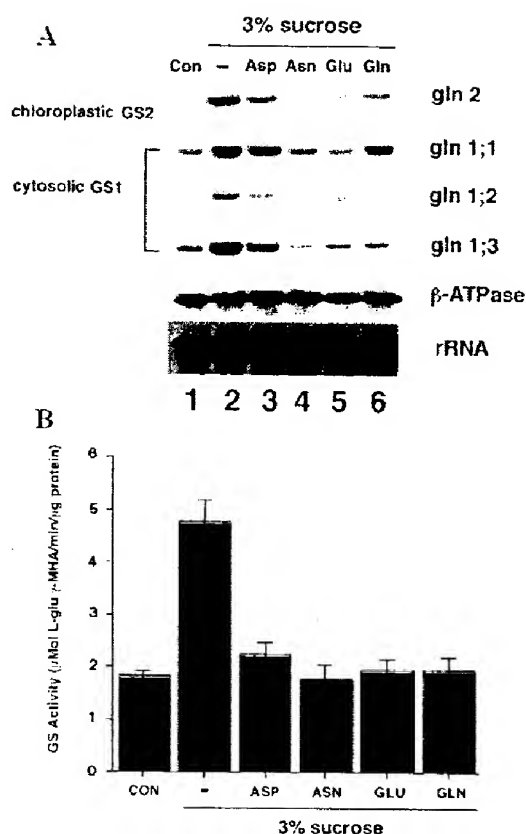 A
3% sucrose
Con – Asp Asn Glu Gln
chloroplastic GS2
gln 2
gln 1;1
cytosolic GS1
gln 1;2
gln 1;3
β-ATPase
rRNA
1 2 3 4 5 6
B
GS Activity (μMol L-glu γ-MHA/min/μg protein)
6
5
4
3
2
1
0
CON – ASP ASN GLU GLN
3% sucrose